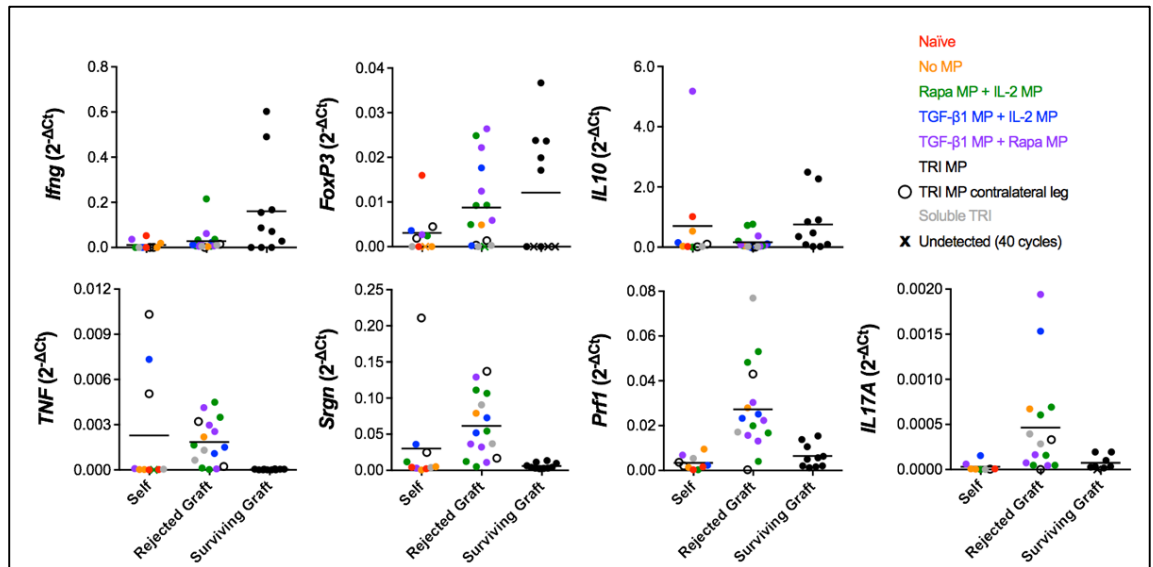 Ifng (2^-ΔCt)
0.8
0.6
0.4
0.2
0.0
FoxP3 (2^-ΔCt)
0.04
0.03
0.02
0.01
0.00
IL10 (2^-ΔCt)
6.0
4.0
2.0
0.0
Naïve
No MP
Rapa MP + IL-2 MP
TGF-β1 MP + IL-2 MP
TGF-β1 MP + Rapa MP
TRI MP
TRI MP contralateral leg
Soluble TRI
x Undetected (40 cycles)
TNF (2^-ΔCt)
0.012
0.009
0.006
0.003
0.000
Self
Rejected Graft
Surviving Graft
Srgn (2^-ΔCt)
0.25
0.20
0.15
0.10
0.05
0.00
Self
Rejected Graft
Surviving Graft
Prf1 (2^-ΔCt)
0.08
0.06
0.04
0.02
0.00
Self
Rejected Graft
Surviving Graft
IL17A (2^-ΔCt)
0.0020
0.0015
0.0010
0.0005
0.0000
Self
Rejected Graft
Surviving Graft